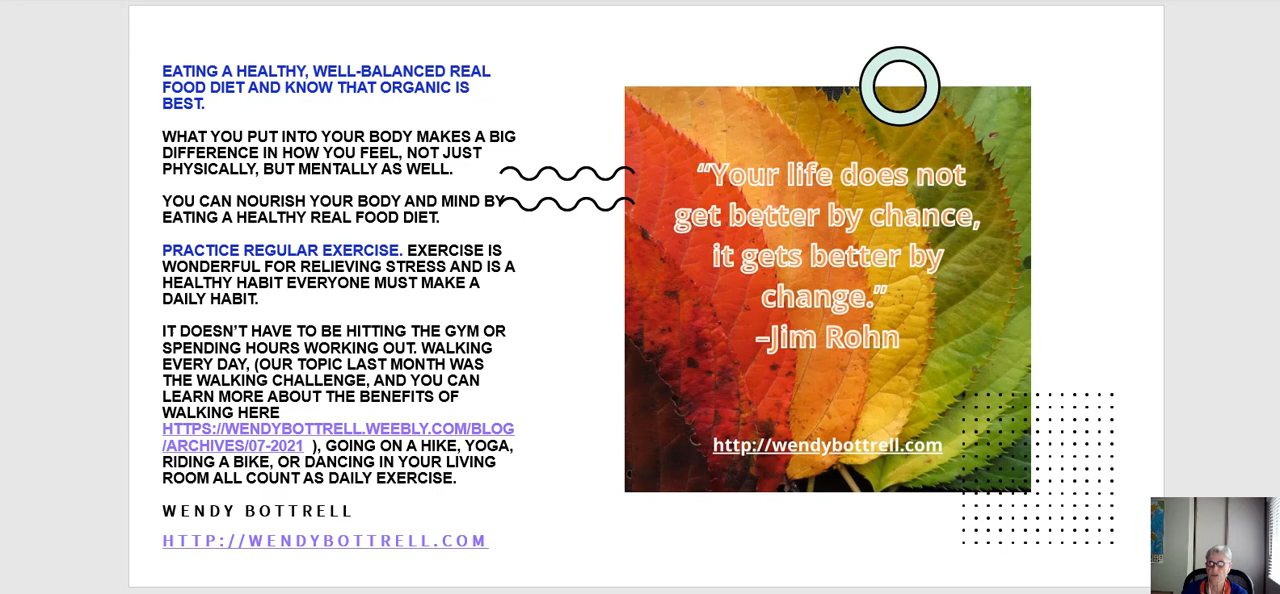 EATING A HEALTHY, WELL-BALANCED REAL
FOOD DIET AND KNOW THAT ORGANIC IS
BEST.
WHAT YOU PUT INTO YOUR BODY MAKES A BIG
DIFFERENCE IN HOW YOU FEEL, NOT JUST
PHYSICALLY, BUT MENTALLY AS WELL.
YOU CAN NOURISH YOUR BODY AND MIND BY
EATING A HEALTHY REAL FOOD DIET.
PRACTICE REGULAR EXERCISE. EXERCISE IS
WONDERFUL FOR RELIEVING STRESS AND IS A
HEALTHY HABIT EVERYONE MUST MAKE A
DAILY HABIT.
IT DOESN'T HAVE TO BE HITTING THE GYM OR
SPENDING HOURS WORKING OUT. WALKING
EVERY DAY, (OUR TOPIC LAST MONTH WAS
THE WALKING CHALLENGE, AND YOU CAN
LEARN MORE ABOUT THE BENEFITS OF
WALKING HERE
HTTPS://WENDYBOTTRELL.WEEBLY.COM/BLOG
/ARCHIVES/07-2021 ), GOING ON A HIKE, YOGA,
RIDING A BIKE, OR DANCING IN YOUR LIVING
ROOM ALL COUNT AS DAILY EXERCISE.
WENDY BOTTRELL
HTTP://WENDYBOTTRELL.COM
"Your life does not
get better by chance,
it gets better by
change."
–Jim Rohn
http://wendybottrell.com